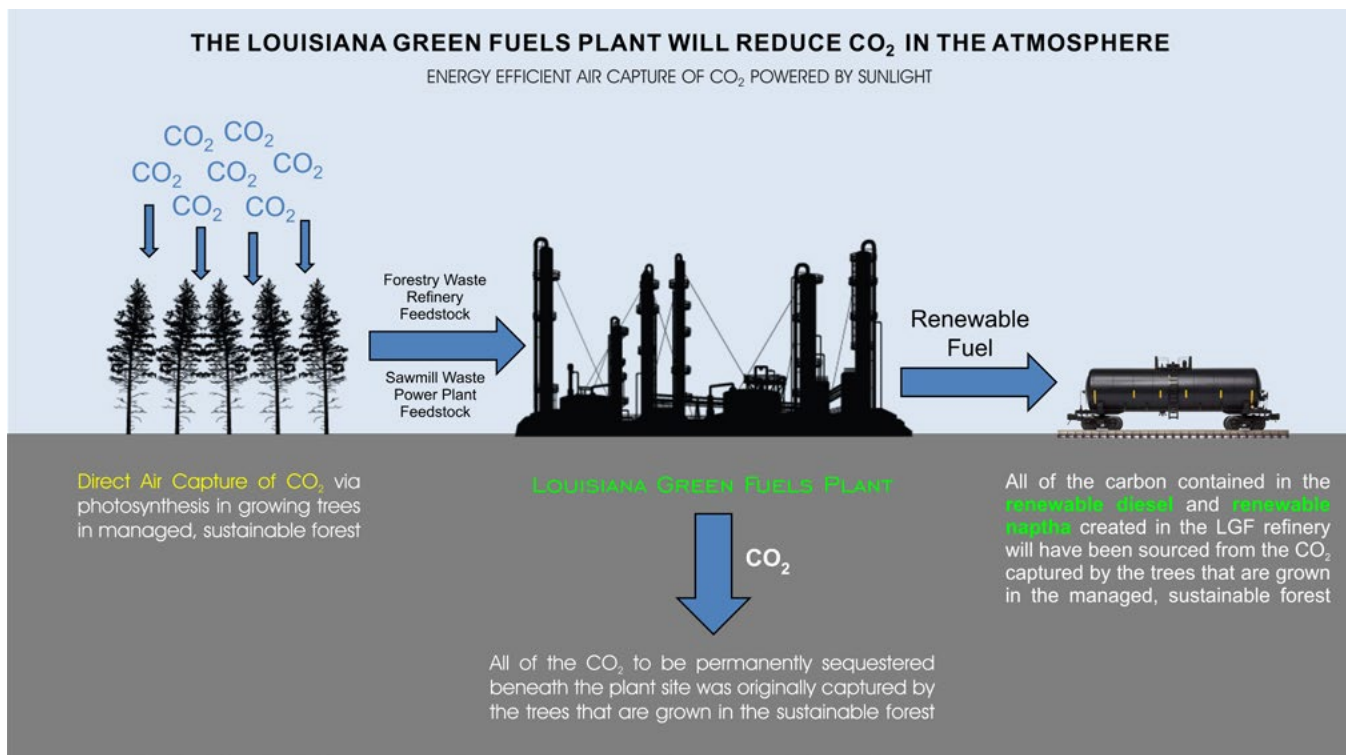 THE LOUISIANA GREEN FUELS PLANT WILL REDUCE CO₂ IN THE ATMOSPHERE
ENERGY EFFICIENT AIR CAPTURE OF CO₂ POWERED BY SUNLIGHT
CO₂
CO₂
CO₂
CO₂
CO₂
CO₂
CO₂
Forestry Waste
Refinery
Feedstock
Sawmill Waste
Power Plant
Feedstock
Renewable
Fuel
Direct Air Capture of CO₂ via
photosynthesis in growing trees
in managed, sustainable forest
LOUISIANA GREEN FUELS PLANT
CO₂
All of the CO₂ to be permanently sequestered
beneath the plant site was originally captured by
the trees that are grown in the sustainable forest
All of the carbon contained in the
renewable diesel and renewable
naptha created in the LGF refinery
will have been sourced from the CO₂
captured by the trees that are grown
in the managed, sustainable forest